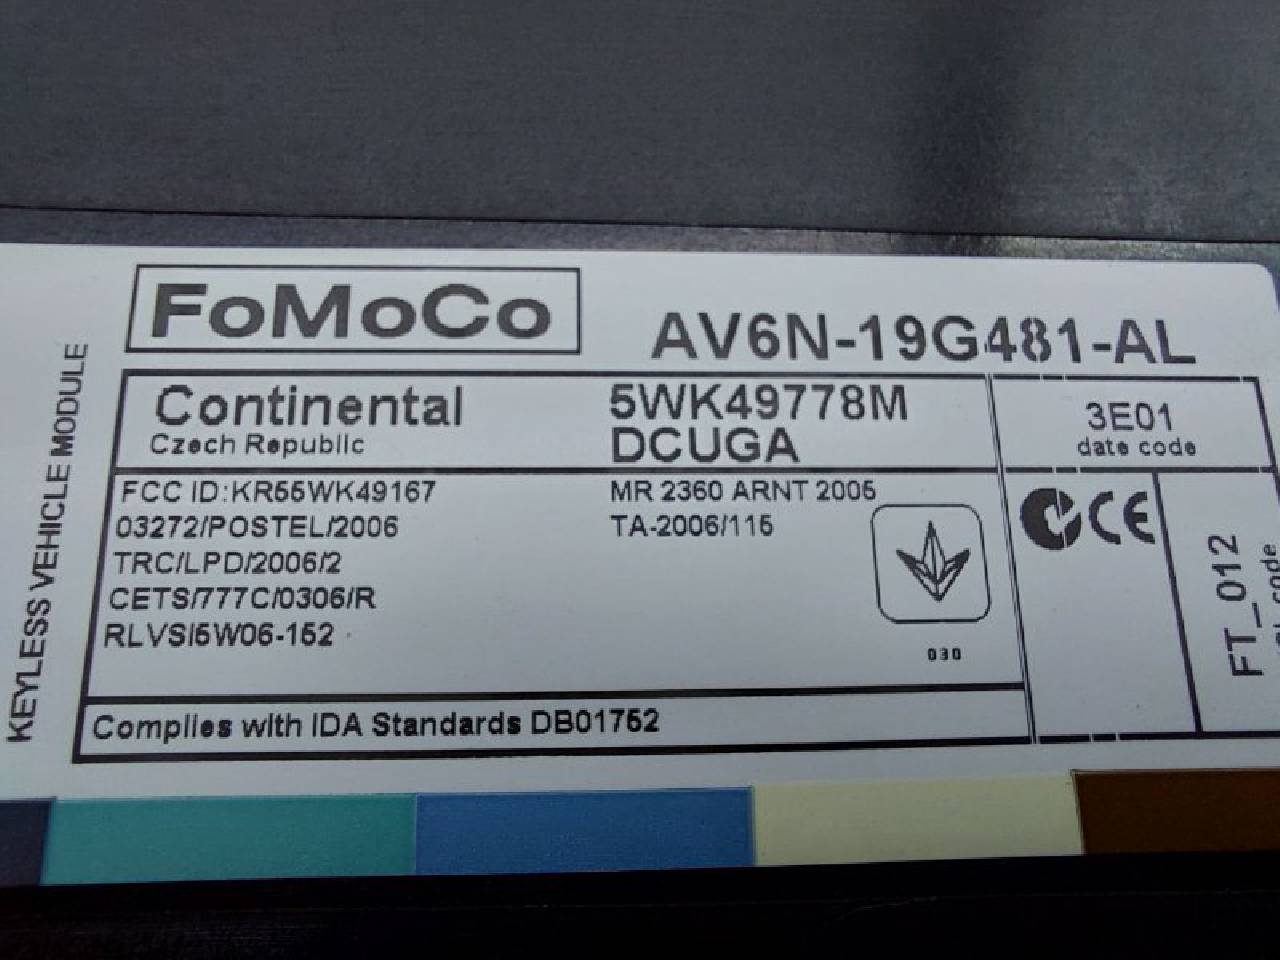 FoMoCo
AV6N-19G481-AL
KEYLESS VEHICLE MODULE
Continental
Czech Republic
5WK49778M
DCUGA
3E01
date code
FCC ID:KR55WK49167
03272/POSTEL/2006
TRC/LPD/2006/2
CETS/777C/0306/R
RLVSI5W06-152
MR 2360 ARNT 2005
TA-2006/115
030
CE
FT_012
code
Complies with IDA Standards DB01752